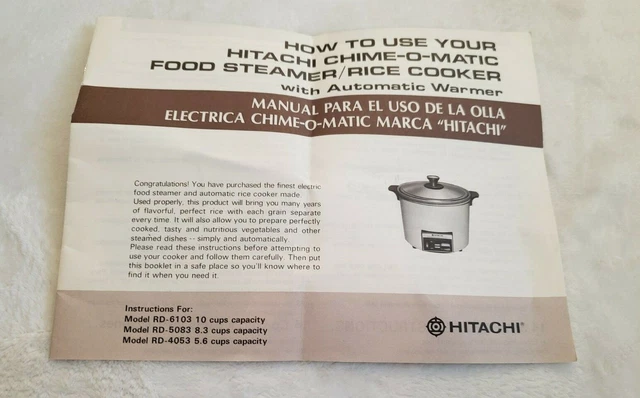 HOW TO USE YOUR
HITACHI CHIME-O-MATIC
FOOD STEAMER/RICE COOKER
with Automatic Warmer
MANUAL PARA EL USO DE LA OLLA
ELECTRICA CHIME-O-MATIC MARCA "HITACHI"
Congratulations! You have purchased the finest electric
food steamer and automatic rice cooker made.
Used properly, this product will bring you many years
of flavorful, perfect rice with each grain separate
every time. It will also allow you to prepare perfectly
cooked, tasty and nutritious vegetables and other
steamed dishes -- simply and automatically.
Please read these instructions before attempting to
use your cooker and follow them carefully. Then put
this booklet in a safe place so you'll know where to
find it when you need it.
Instructions For:
Model RD-6103 10 cups capacity
Model RD-5083 8.3 cups capacity
Model RD-4053 5.6 cups capacity
HITACHI